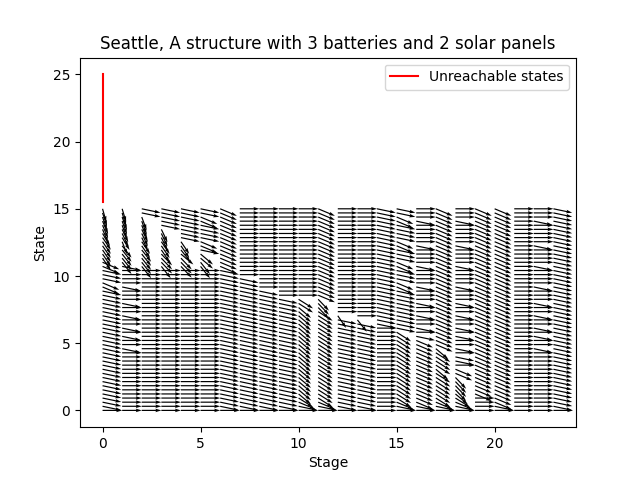 Seattle, A structure with 3 batteries and 2 solar panels
Unreachable states
25
20
15
10
5
0
State
0 5 10 15 20
Stage